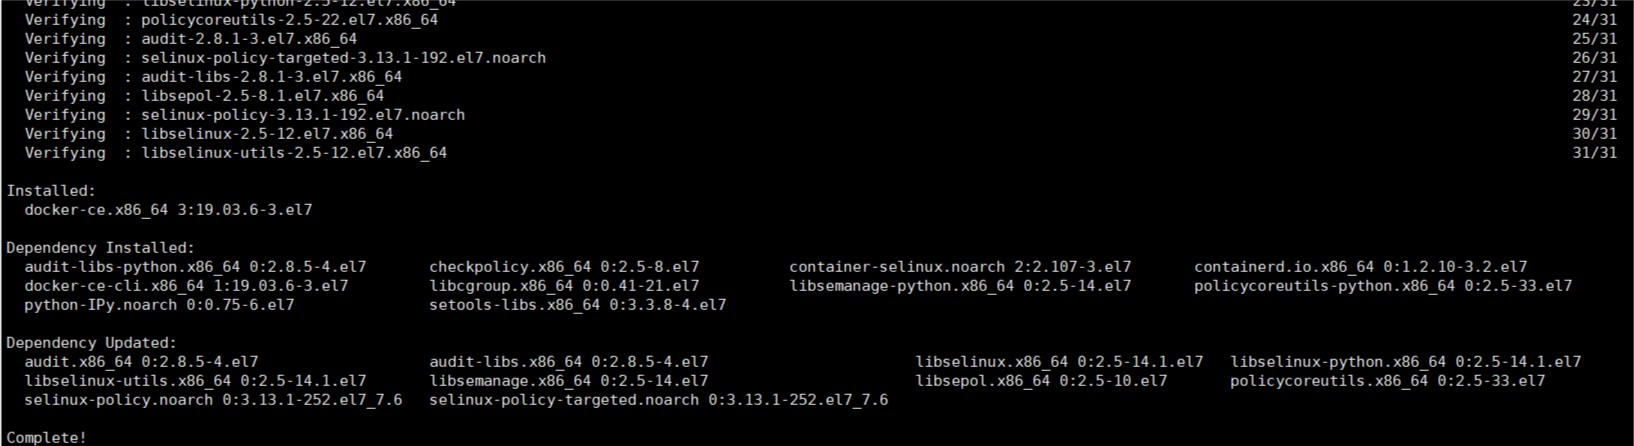 Verifying : libselinux-python-2.5-12.el7.x86_64 23/31
Verifying : policycoreutils-2.5-22.el7.x86_64 24/31
Verifying : audit-2.8.1-3.el7.x86_64 25/31
Verifying : selinux-policy-targeted-3.13.1-192.el7.noarch 26/31
Verifying : audit-libs-2.8.1-3.el7.x86_64 27/31
Verifying : libsepol-2.5-8.1.el7.x86_64 28/31
Verifying : selinux-policy-3.13.1-192.el7.noarch 29/31
Verifying : libselinux-2.5-12.el7.x86_64 30/31
Verifying : libselinux-utils-2.5-12.el7.x86_64 31/31
Installed:
docker-ce.x86_64 3:19.03.6-3.el7
Dependency Installed:
audit-libs-python.x86_64 0:2.8.5-4.el7 checkpolicy.x86_64 0:2.5-8.el7 container-selinux.noarch 2:2.107-3.el7 containerd.io.x86_64 0:1.2.10-3.2.el7
docker-ce-cli.x86_64 1:19.03.6-3.el7 libcgroup.x86_64 0:0.41-21.el7 libsemanage-python.x86_64 0:2.5-14.el7 policycoreutils-python.x86_64 0:2.5-33.el7
python-IPy.noarch 0:0.75-6.el7 setools-libs.x86_64 0:3.3.8-4.el7
Dependency Updated:
audit.x86_64 0:2.8.5-4.el7 audit-libs.x86_64 0:2.8.5-4.el7 libselinux.x86_64 0:2.5-14.1.el7 libselinux-python.x86_64 0:2.5-14.1.el7
libselinux-utils.x86_64 0:2.5-14.1.el7 libsemanage.x86_64 0:2.5-14.el7 libsepol.x86_64 0:2.5-10.el7 policycoreutils.x86_64 0:2.5-33.el7
selinux-policy.noarch 0:3.13.1-252.el7_7.6 selinux-policy-targeted.noarch 0:3.13.1-252.el7_7.6
Complete!